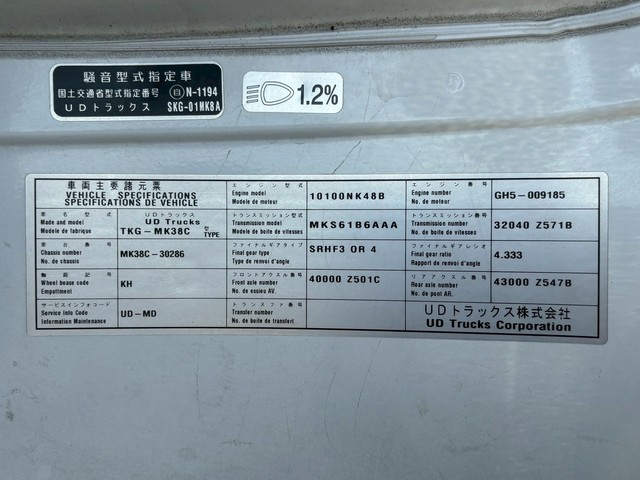 騒音型式指定車
国土交通省型式指定番号 自 N-1194
UDトラックス SKG-01MK8A
1.2%
車両主要諸元票
VEHICLE SPECIFICATIONS
SPECIFICATIONS DE VEHICLE
エンジン型式
Engine model
Modele de moteur
10100NK48B
エンジン番号
Engine number
No. de moteur
GH5-009185
車名型式
Made and model
Modele de fabrique
UDトラックス
UD Trucks
TKG-MK38C 型 TYPE
トランスミッション型式
Transmission model
Modele de boite de vitesses
MKS61B6AAA
トランスミッション番号
Transmission number
No. de boite de vitesses
32040 Z571B
車台番号
Chassis number
No. de chassis
MK38C-30286
ファイナルギアタイプ
Final gear type
Type de renvoi d'angle
SRHF3 OR 4
ファイナルギアレシオ
Final gear ratio
Rapport de renvoi d'angle
4.333
軸距記号
Wheel bease code
Empattment
KH
フロントアクスル番号
Front axle number
No. de essieu AV.
40000 Z501C
リアアクスル番号
Rear axle number
No. de pont AR.
43000 Z547B
サービスインフォコード
Service Info Code
Information Maintenance
UD-MD
トランスファ番号
Transfer number
No. de boite de transfert
UDトラックス株式会社
UD Trucks Corporation